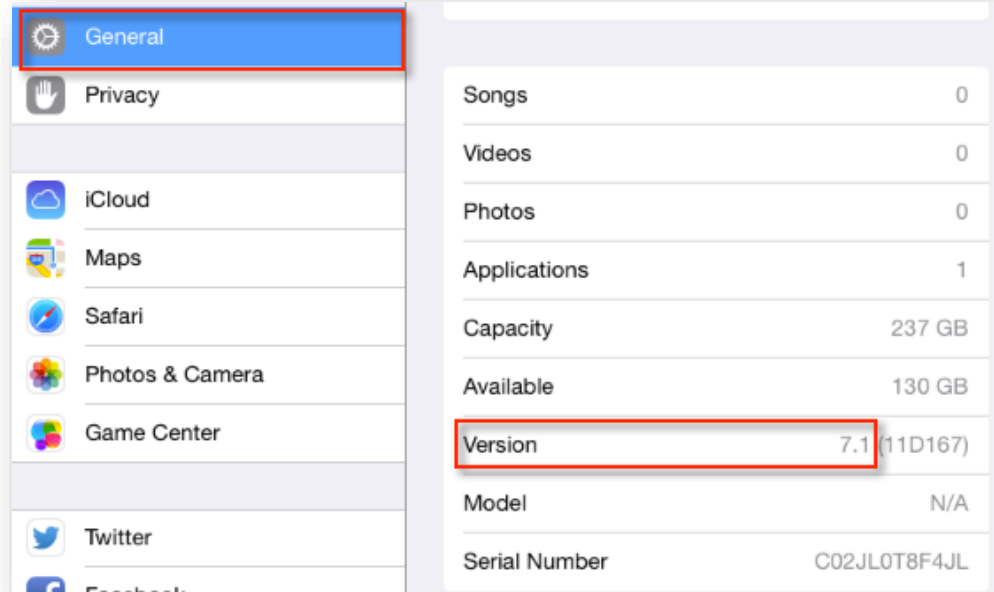 General
Privacy
iCloud
Maps
Safari
Photos & Camera
Game Center
Twitter
Facebook
Songs 0
Videos 0
Photos 0
Applications 1
Capacity 237 GB
Available 130 GB
Version 7.1 (11D167)
Model N/A
Serial Number C02JL0T8F4JL